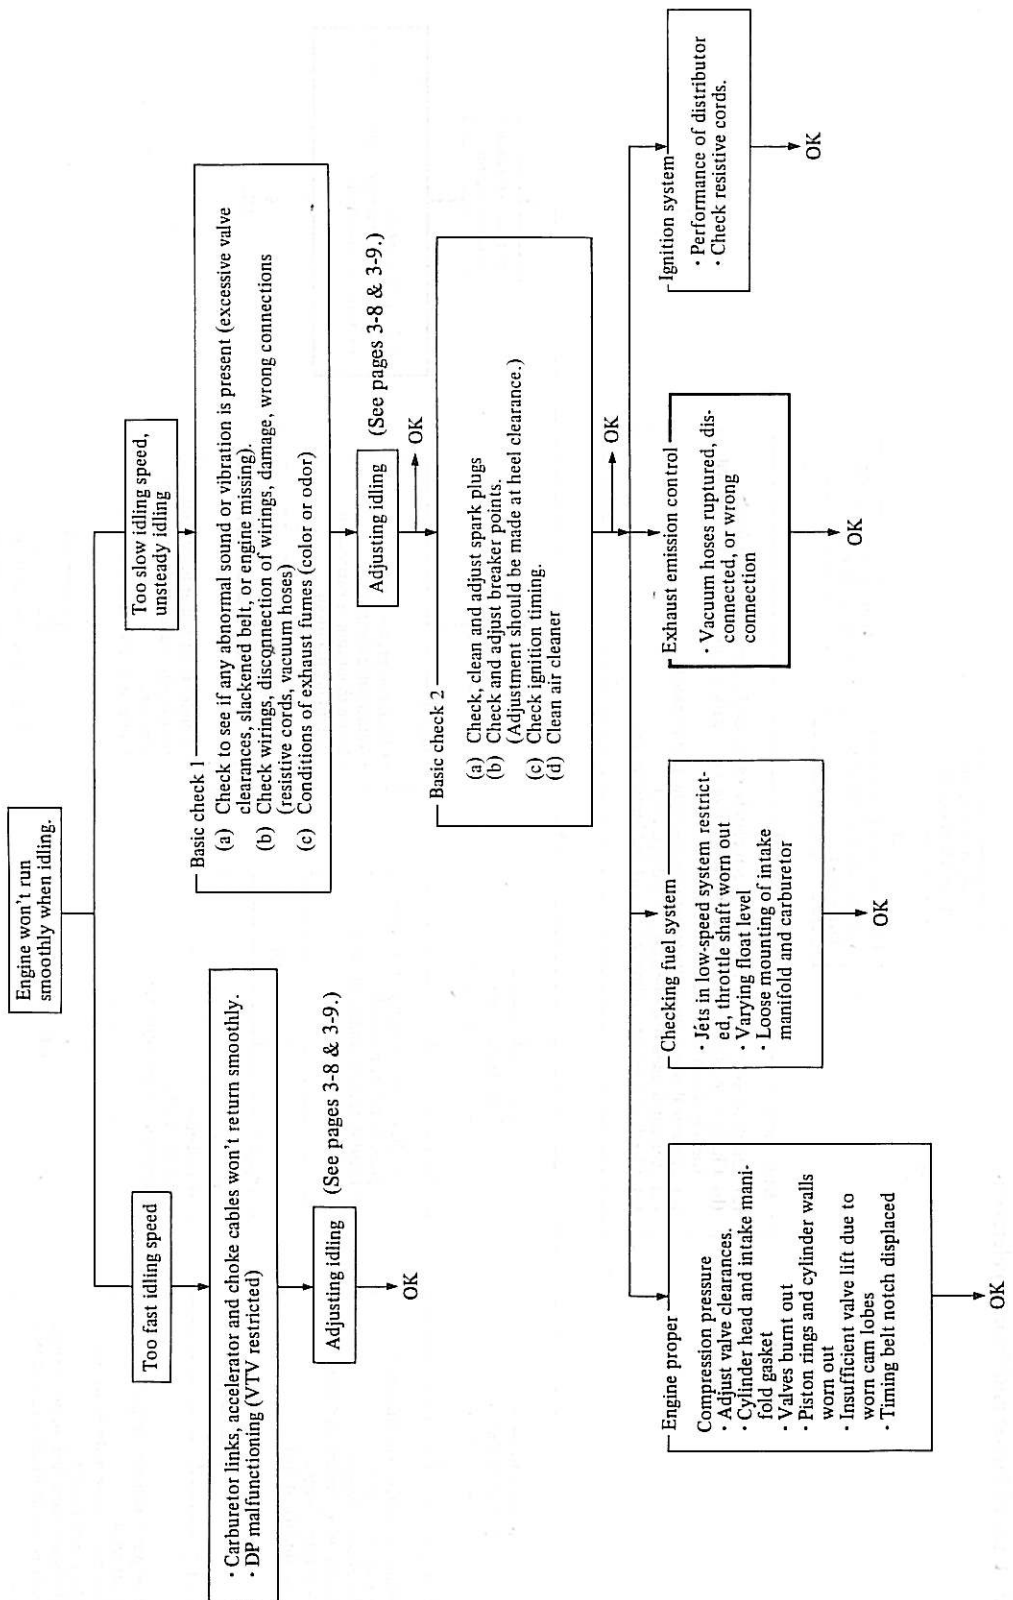 Engine won't run
smoothly when idling.
Too fast idling speed
· Carburetor links, accelerator and choke cables won't return smoothly.
· DP malfunctioning (VTV restricted)
Adjusting idling
(See pages 3-8 & 3-9.)
OK
Too slow idling speed,
unsteady idling
Basic check 1
(a) Check to see if any abnormal sound or vibration is present (excessive valve
clearances, slackened belt, or engine missing).
(b) Check wirings, disconnection of wirings, damage, wrong connections
(resistive cords, vacuum hoses)
(c) Conditions of exhaust fumes (color or odor)
Adjusting idling
(See pages 3-8 & 3-9.)
OK
Basic check 2
(a) Check, clean and adjust spark plugs
(b) Check and adjust breaker points.
(Adjustment should be made at heel clearance.)
(c) Check ignition timing.
(d) Clean air cleaner
OK
Engine proper
Compression pressure
· Adjust valve clearances.
· Cylinder head and intake mani-
fold gasket
· Valves burnt out
· Piston rings and cylinder walls
worn out
· Insufficient valve lift due to
worn cam lobes
· Timing belt notch displaced
OK
Checking fuel system
· Jets in low-speed system restrict-
ed, throttle shaft worn out
· Varying float level
· Loose mounting of intake
manifold and carburetor
OK
Exhaust emission control
· Vacuum hoses ruptured, dis-
connected, or wrong
connection
OK
Ignition system
· Performance of distributor
· Check resistive cords.
OK